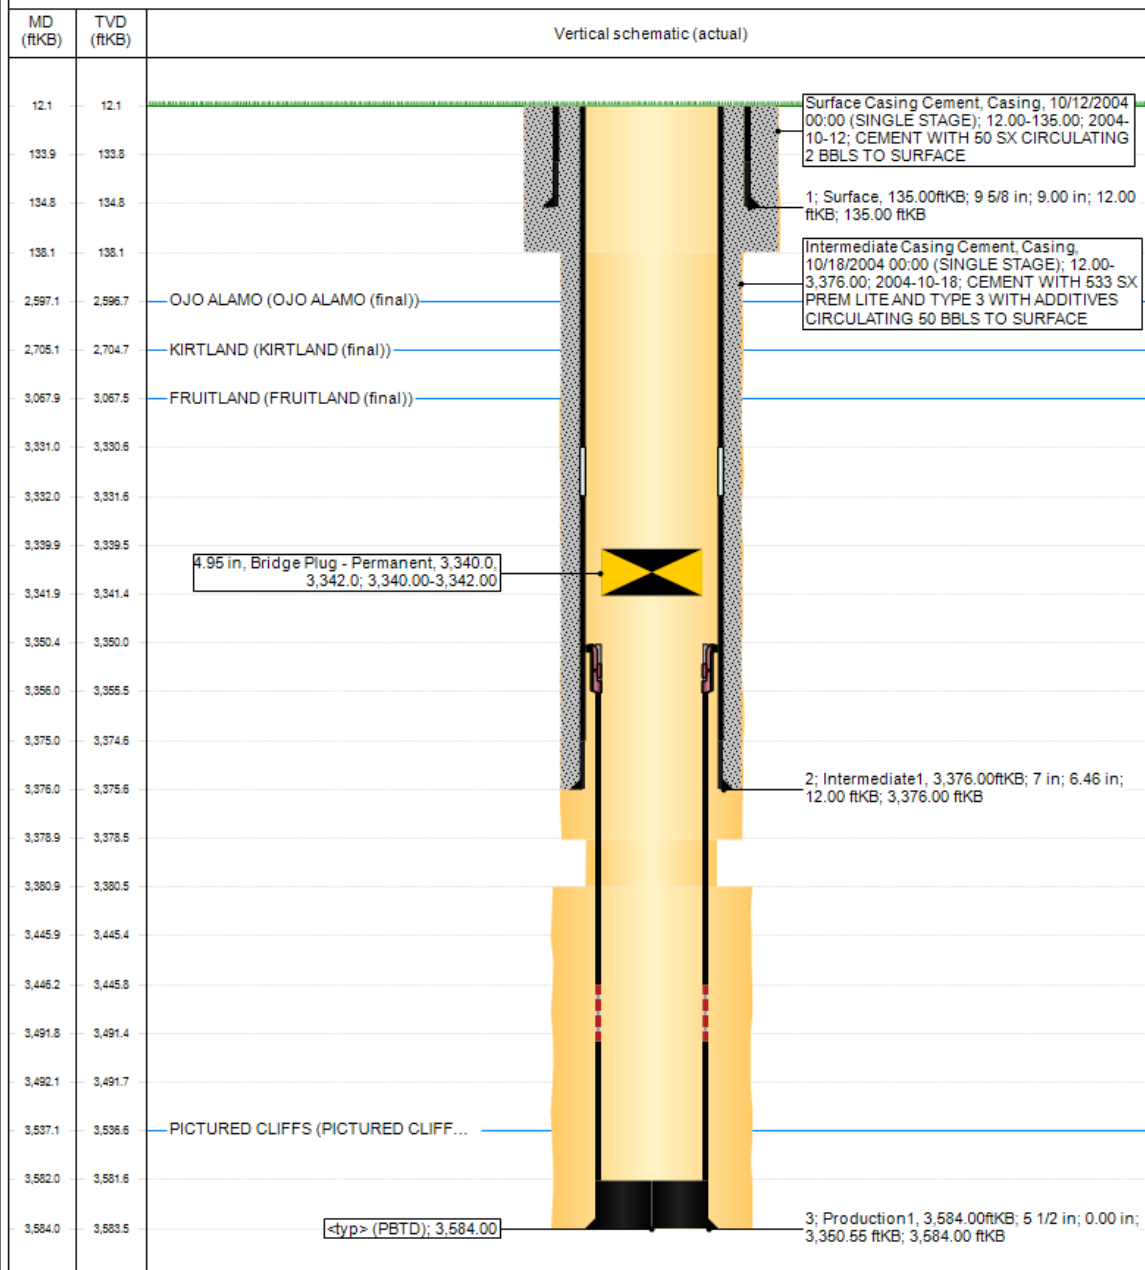 MD
(ftKB)
TVD
(ftKB)
Vertical schematic (actual)
12.1 12.1
Surface Casing Cement, Casing, 10/12/2004
00:00 (SINGLE STAGE); 12.00-135.00; 2004-
10-12; CEMENT WITH 50 SX CIRCULATING
2 BBLS TO SURFACE
133.9 133.8
134.8 134.8
1; Surface, 135.00ftKB; 9 5/8 in; 9.00 in; 12.00
ftKB; 135.00 ftKB
138.1 138.1
Intermediate Casing Cement, Casing,
10/18/2004 00:00 (SINGLE STAGE); 12.00-
3,376.00; 2004-10-18; CEMENT WITH 533 SX
PREM LITE AND TYPE 3 WITH ADDITIVES
CIRCULATING 50 BBLS TO SURFACE
2,597.1 2,596.7 OJO ALAMO (OJO ALAMO (final))
2,705.1 2,704.7 KIRTLAND (KIRTLAND (final))
3,067.9 3,067.5 FRUITLAND (FRUITLAND (final))
3,331.0 3,330.6
3,332.0 3,331.6
3,339.9 3,339.5
4.95 in, Bridge Plug - Permanent, 3,340.0,
3,342.0; 3,340.00-3,342.00
3,341.9 3,341.4
3,350.4 3,350.0
3,356.0 3,355.5
3,375.0 3,374.6
3,376.0 3,375.6
2; Intermediate1, 3,376.00ftKB; 7 in; 6.46 in;
12.00 ftKB; 3,376.00 ftKB
3,378.9 3,378.5
3,380.9 3,380.5
3,445.9 3,445.4
3,446.2 3,445.8
3,491.8 3,491.4
3,492.1 3,491.7
3,537.1 3,536.6 PICTURED CLIFFS (PICTURED CLIFF...
3,582.0 3,581.6
3,584.0 3,583.5
<typ> (PBTD); 3,584.00
3; Production1, 3,584.00ftKB; 5 1/2 in; 0.00 in;
3,350.55 ftKB; 3,584.00 ftKB